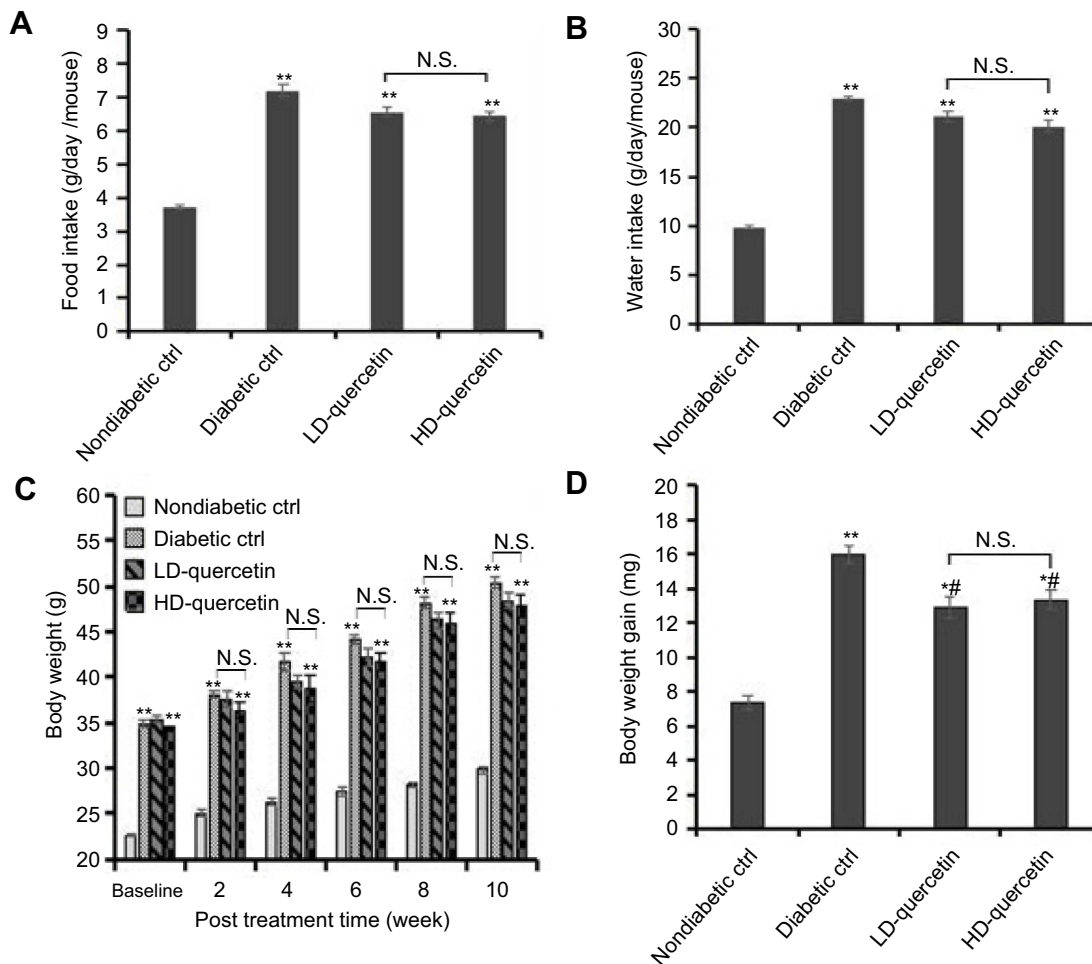 A
Food intake (g/day /mouse)
9
8
7
6
5
4
3
2
1
0
**
**
**
N.S.
Nondiabetic ctrl
Diabetic ctrl
LD-quercetin
HD-quercetin
B
Water intake (g/day/mouse)
30
25
20
15
10
5
0
**
**
**
N.S.
Nondiabetic ctrl
Diabetic ctrl
LD-quercetin
HD-quercetin
C
Body weight (g)
60
55
50
45
40
35
30
25
20
Nondiabetic ctrl
Diabetic ctrl
LD-quercetin
HD-quercetin
** **
** N.S. **
** N.S. **
** N.S. **
** N.S. **
** N.S. **
Baseline 2 4 6 8 10
Post treatment time (week)
D
Body weight gain (mg)
20
18
16
14
12
10
8
6
4
2
0
**
*#
*#
N.S.
Nondiabetic ctrl
Diabetic ctrl
LD-quercetin
HD-quercetin